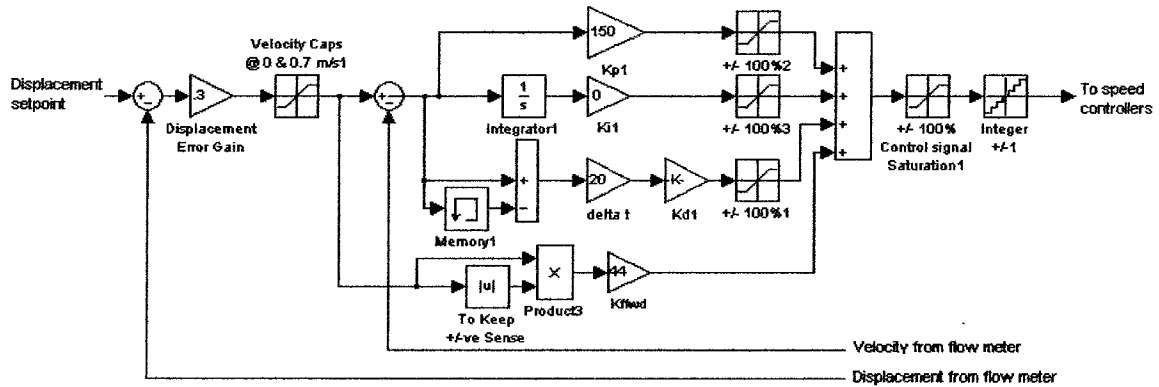 Displacement
setpoint
+
-
.3
Displacement
Error Gain
Velocity Caps
@ 0 & 0.7 m/s1
+
-
150
Kp1
+/- 100%2
1
s
Integrator1
0
Ki1
+/- 100%3
Memory1
+
-
20
delta t
-K-
Kd1
+/- 100%1
|u|
To Keep
+/-ve Sense
×
Product3
44
Kffwd
+
+
+
+
+/- 100%
Control signal
Saturation1
Integer
+/-1
To speed
controllers
Velocity from flow meter
Displacement from flow meter